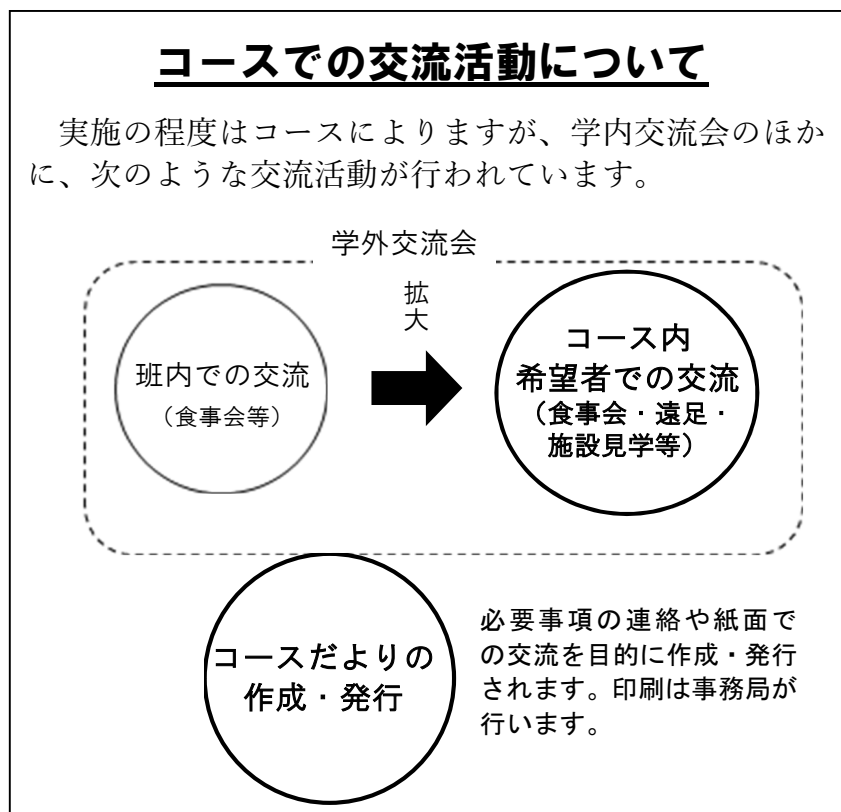 コースでの交流活動について
実施の程度はコースによりますが、学内交流会のほか
に、次のような交流活動が行われています。
学外交流会
班内での交流
（食事会等）
拡大
コース内
希望者での交流
（食事会・遠足・
施設見学等）
コースだよりの
作成・発行
必要事項の連絡や紙面で
の交流を目的に作成・発行
されます。印刷は事務局が
行います。